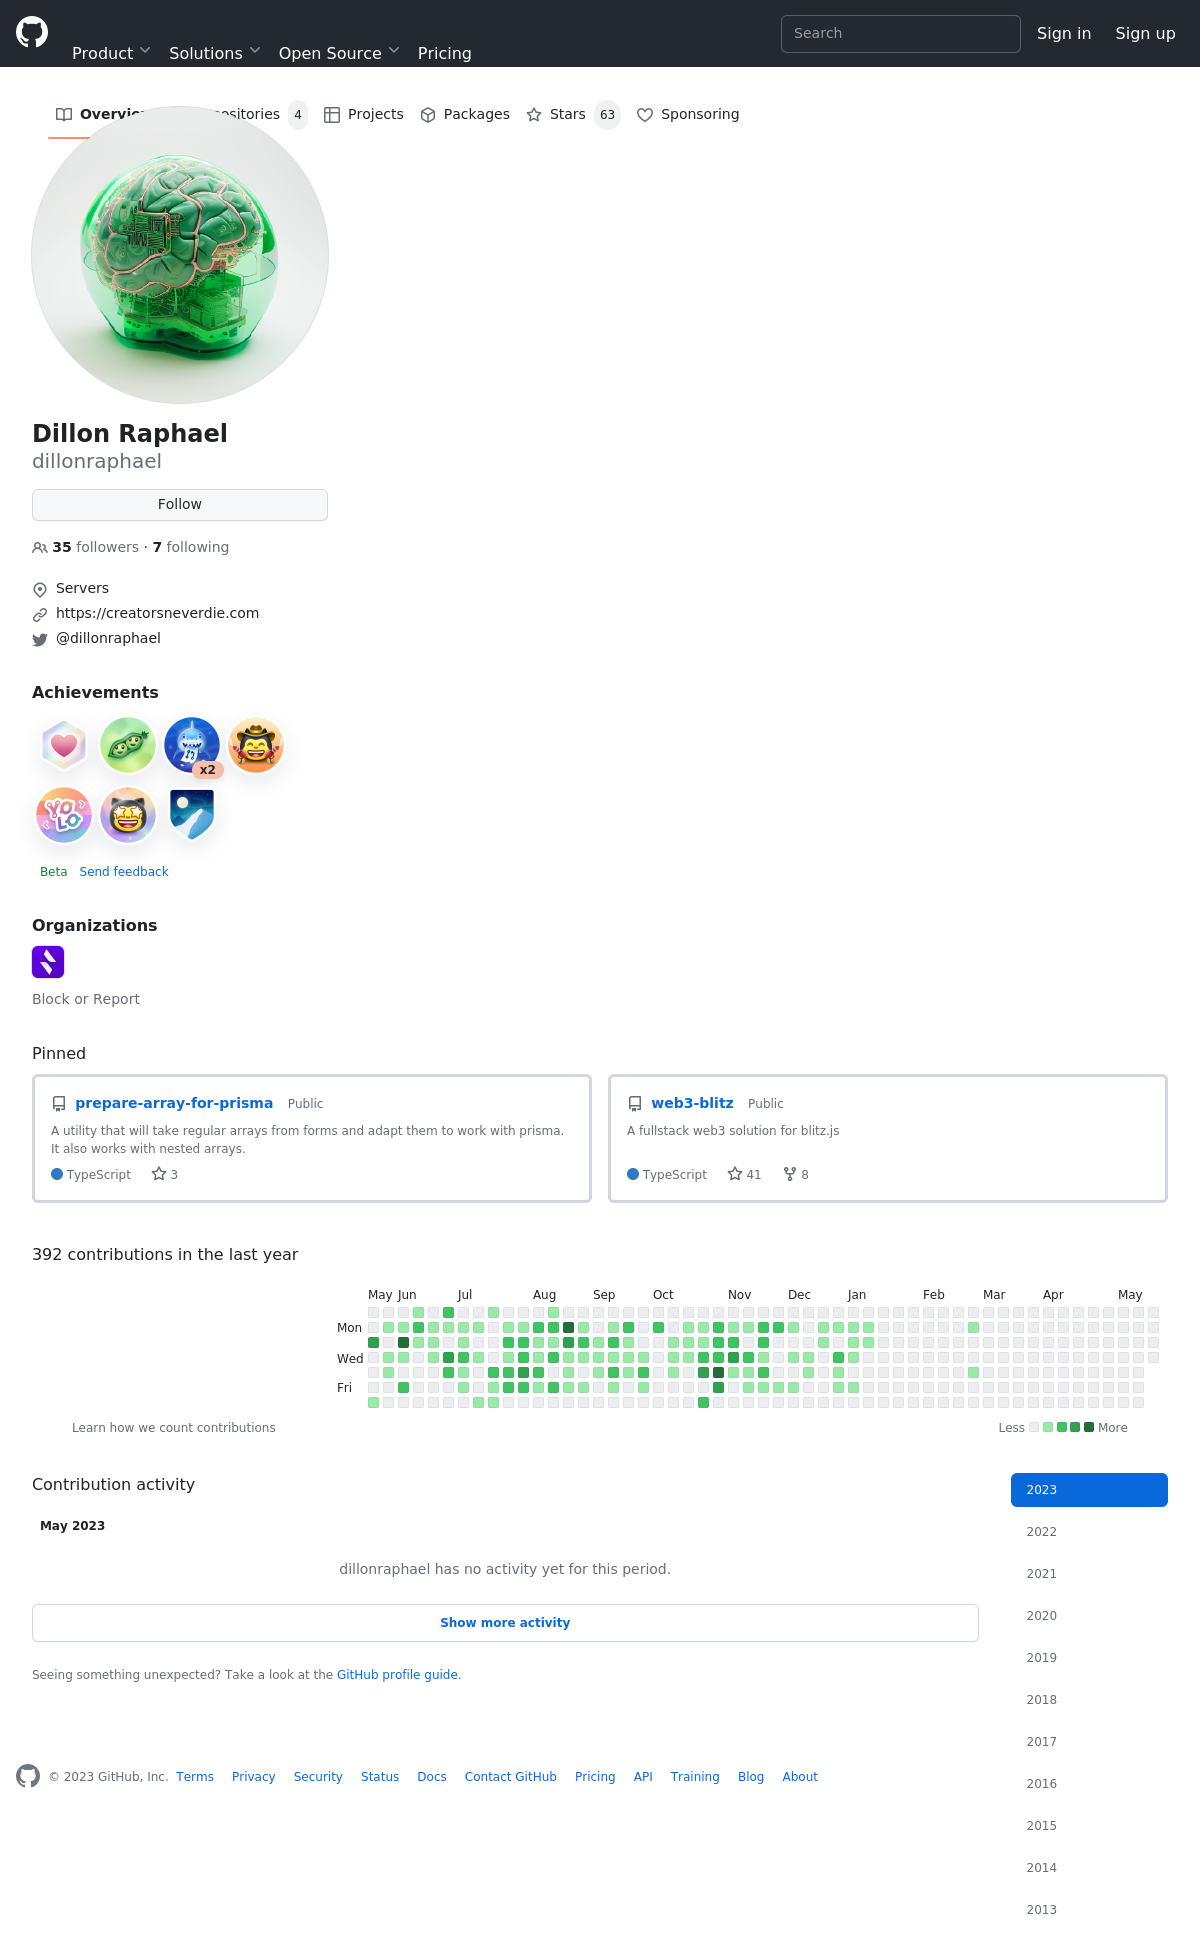 Product Solutions Open Source Pricing Search Sign in Sign up
4 Projects Packages Stars 63 Sponsoring
Dillon Raphael
dillonraphael
Follow
35 followers · 7 following
Servers
https://creatorsneverdie.com
@dillonraphael
Achievements
x2
YOLO
Beta Send feedback
Organizations
Block or Report
Pinned
prepare-array-for-prisma Public
A utility that will take regular arrays from forms and adapt them to work with prisma.
It also works with nested arrays.
TypeScript 3
web3-blitz Public
A fullstack web3 solution for blitz.js
TypeScript 41 8
392 contributions in the last year
May Jun Jul Aug Sep Oct Nov Dec Jan Feb Mar Apr May
Mon
Wed
Fri
Learn how we count contributions Less More
Contribution activity
May 2023
dillonraphael has no activity yet for this period.
Show more activity
Seeing something unexpected? Take a look at the GitHub profile guide.
2023
2022
2021
2020
2019
2018
2017
2016
2015
2014
2013
© 2023 GitHub, Inc. Terms Privacy Security Status Docs Contact GitHub Pricing API Training Blog About